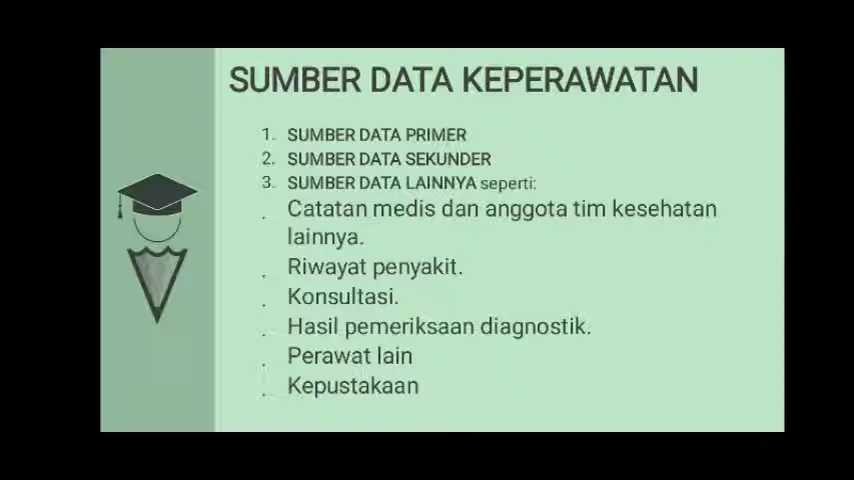 SUMBER DATA KEPERAWATAN
1. SUMBER DATA PRIMER
2. SUMBER DATA SEKUNDER
3. SUMBER DATA LAINNYA seperti:
. Catatan medis dan anggota tim kesehatan
lainnya.
. Riwayat penyakit.
. Konsultasi.
. Hasil pemeriksaan diagnostik.
. Perawat lain
. Kepustakaan